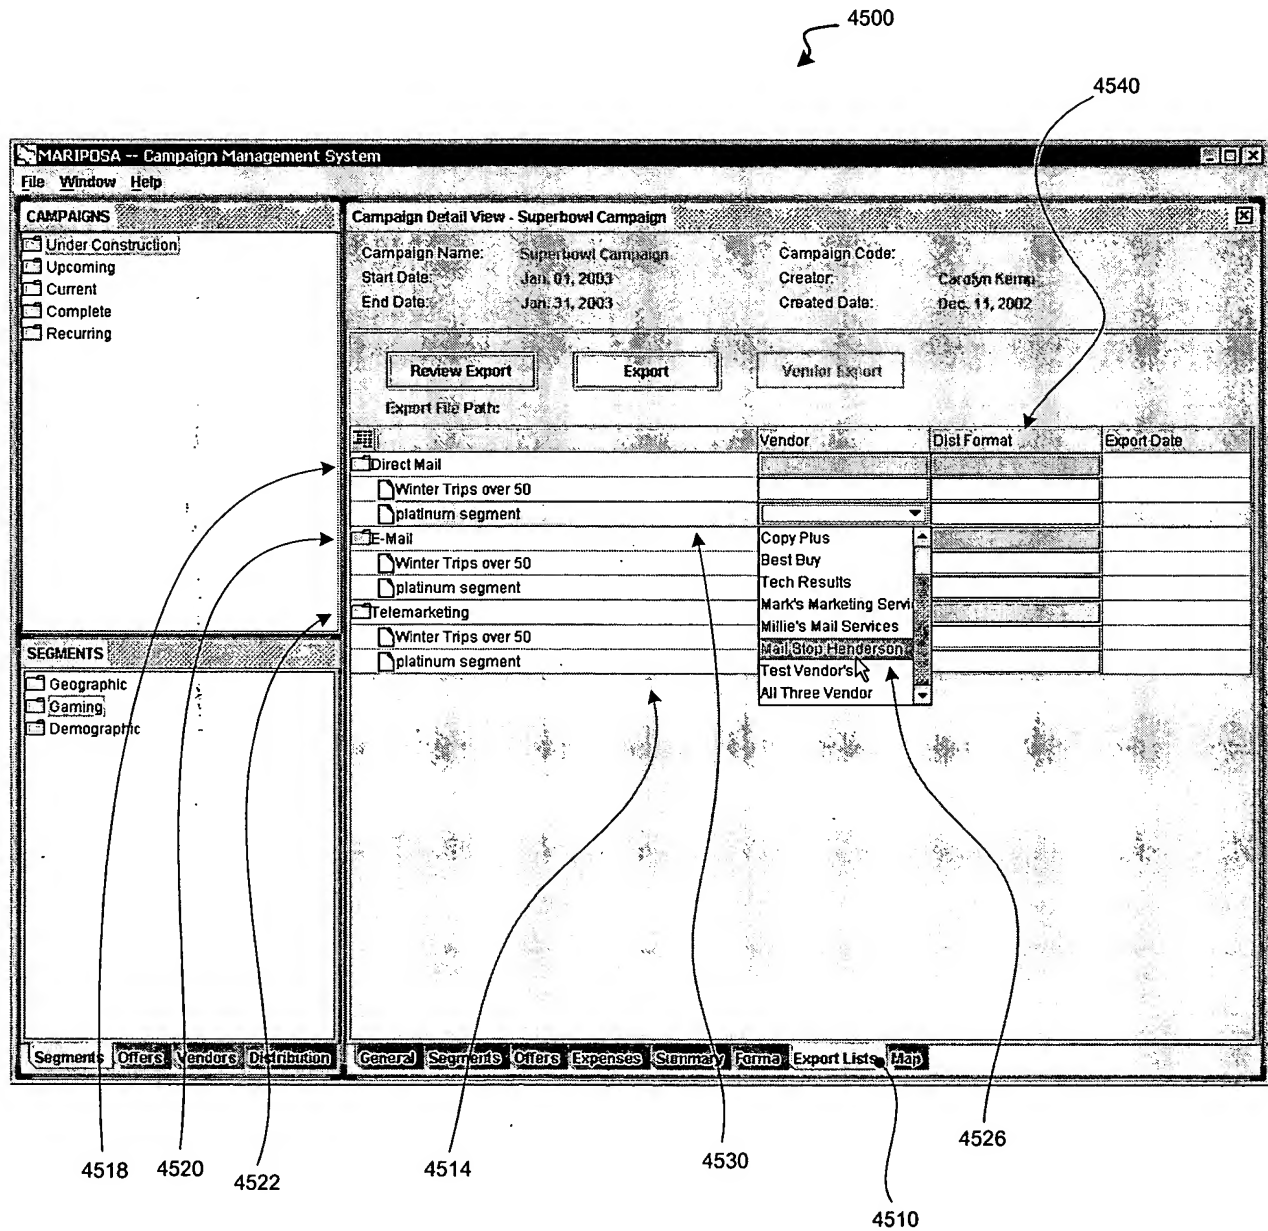 4500
4540
MARIPOSA -- Campaign Management System
File Window Help
CAMPAIGNS
Under Construction
Upcoming
Current
Complete
Recurring
SEGMENTS
Geographic
Gaming
Demographic
Segments Offers Vendors Distribution
Campaign Detail View - Superbowl Campaign
Campaign Name: Superbowl Campaign Campaign Code:
Start Date: Jan. 01, 2003 Creator: Carolyn Kemp
End Date: Jan. 31, 2003 Created Date: Dec. 11, 2002
Review Export Export Vendor Export
Export File Path:
Vendor Dist Format Export Date
Direct Mail
Winter Trips over 50
platinum segment
E-Mail
Winter Trips over 50
platinum segment
Telemarketing
Winter Trips over 50
platinum segment
Copy Plus
Best Buy
Tech Results
Mark's Marketing Servi
Millie's Mail Services
Mail Stop Henderson
Test Vendor's
All Three Vendor
General Segments Offers Expenses Summary Forma Export Lists Map
4518 4520 4522 4514 4530 4526
4510